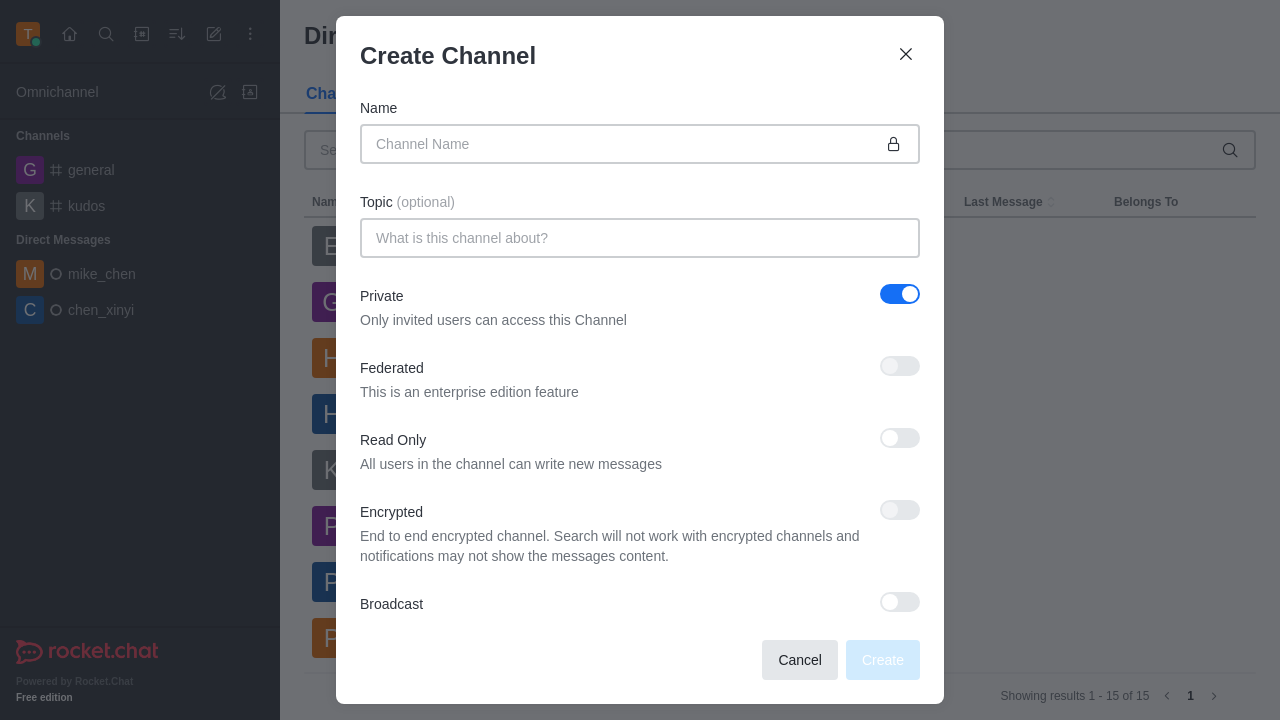 T
Omnichannel
Channels
G general
K kudos
Direct Messages
M mike_chen
C chen_xinyi
rocket.chat
Powered by Rocket.Chat
Free edition
Create Channel
Name
Channel Name
Topic (optional)
What is this channel about?
Private
Only invited users can access this Channel
Federated
This is an enterprise edition feature
Read Only
All users in the channel can write new messages
Encrypted
End to end encrypted channel. Search will not work with encrypted channels and
notifications may not show the messages content.
Broadcast
Cancel
Create
Last Message
Belongs To
H
H
K
P
P
P
Showing results 1 - 15 of 15
1